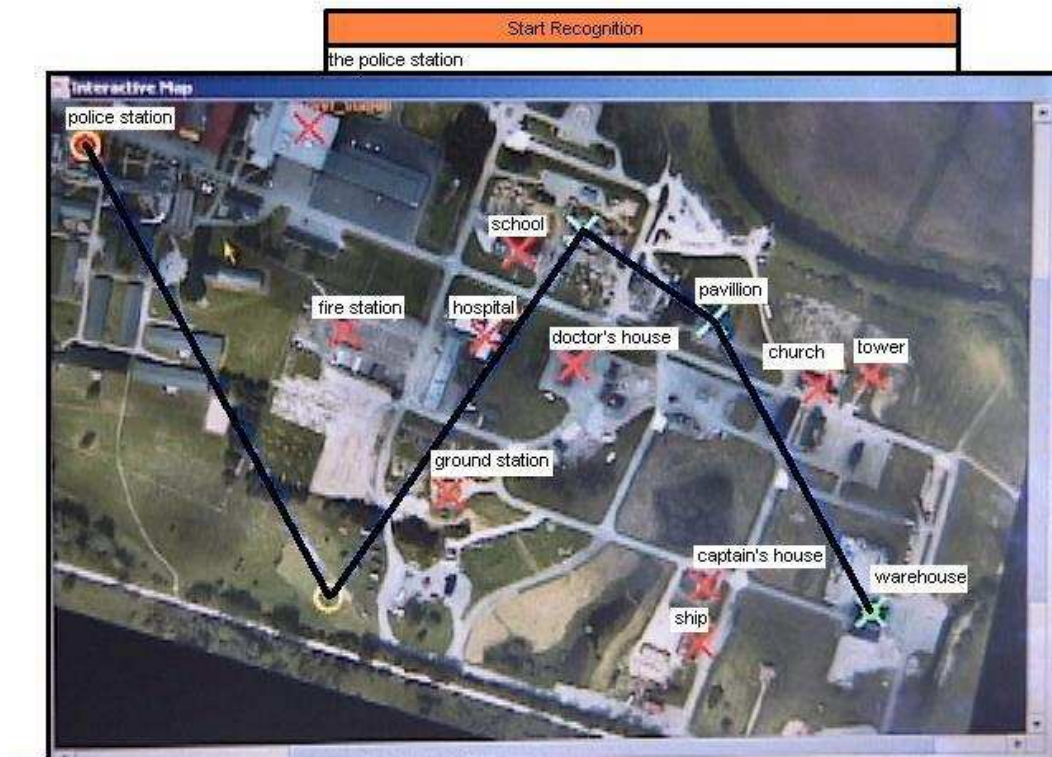 Start Recognition
the police station
Interactive Map
police station
school
pavillion
fire station
hospital
doctor's house
church
tower
ground station
captain's house
warehouse
ship